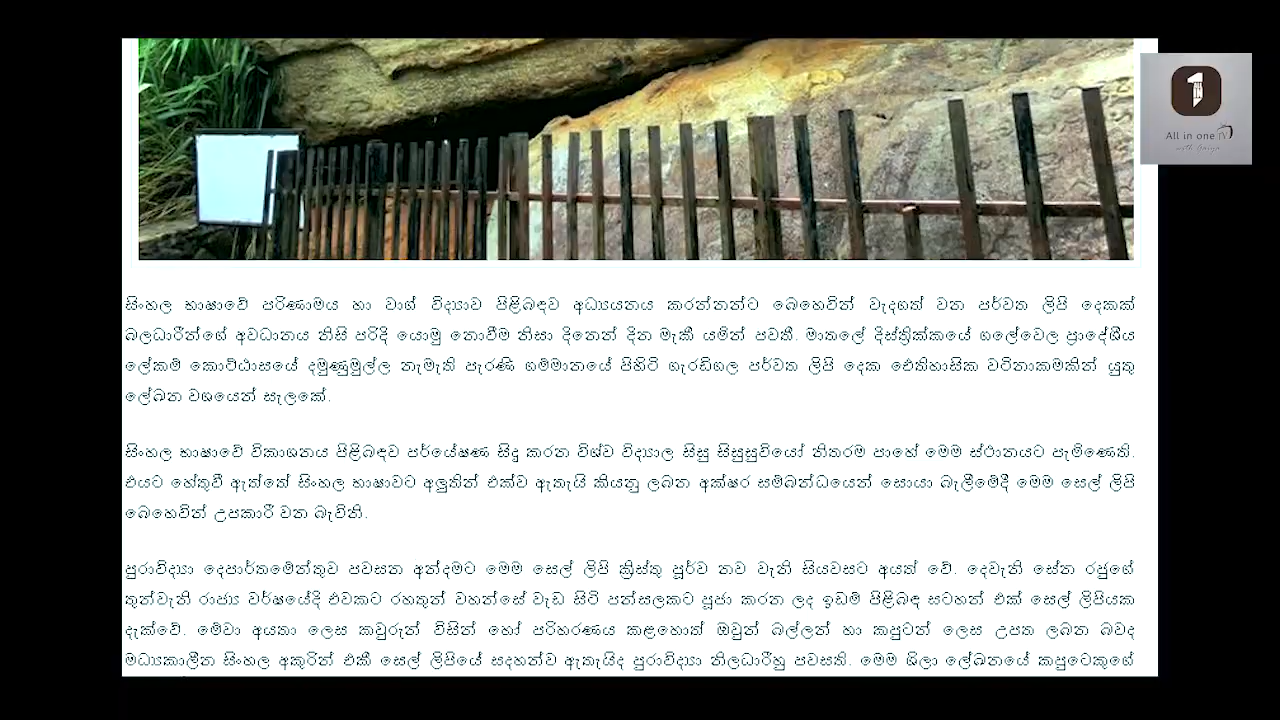 All in one TV
with Saiya
සිංහල භාෂාවේ පරිණාමය හා වාග් විද්‍යාව පිළිබඳව අධ්‍යයනය කරන්නන්ට බෙහෙවින් වැදගත් වන පර්වත ලිපි දෙකක්
බලධාරීන්ගේ අවධානය නිසි පරිදි යොමු නොවීම නිසා දිනෙන් දින මැකී යමින් පවතී. මාතලේ දිස්ත්‍රික්කයේ ගලේවෙල ප්‍රාදේශීය
ලේකම් කොට්ඨාසයේ දමුණුමුල්ල නැමැති පැරණි ගම්මානයේ පිහිටි ගැරඩිගල පර්වත ලිපි දෙක ඓතිහාසික වටිනාකමකින් යුතු
ලේඛන වශයෙන් සැලකේ.
සිංහල භාෂාවේ විකාශනය පිළිබඳව පර්යේෂණ සිදු කරන විශ්ව විද්‍යාල සිසු සිසුසුවියෝ නිතරම පාහේ මෙම ස්ථානයට පැමිණෙති.
එයට හේතුවී ඇත්තේ සිංහල භාෂාවට අලුතින් එක්ව ඇතැයි කියනු ලබන අක්ෂර සම්බන්ධයෙන් සොයා බැලීමේදී මෙම සෙල් ලිපි
බෙහෙවින් උපකාරී වන බැවිනි.
පුරාවිද්‍යා දෙපාර්තමේන්තුව පවසන අන්දමට මෙම සෙල් ලිපි ක්‍රිස්තු පූර්ව නව වැනි සියවසට අයත් වේ. දෙවැනි සේන රජුගේ
තුන්වැනි රාජ්‍ය වර්ෂයේදි එවකට රහතුන් වහන්සේ වැඩ සිටි පන්සලකට පූජා කරන ලද ඉඩම් පිළිබඳ සටහන් එක් සෙල් ලිපියක
දැක්වේ. මේවා අයතා ලෙස කවුරුන් විසින් හෝ පරිහරණය කළහොත් ඔවුන් බල්ලන් හා කපුටන් ලෙස උපත ලබන බවද
මධ්‍යකාලීන සිංහල අකුරින් එකී සෙල් ලිපියේ සදහන්ව ඇතැයිද පුරාවිද්‍යා නිලධාරීහු පවසති. මෙම ශිලා ලේඛනයේ කපුටෙකුගේ